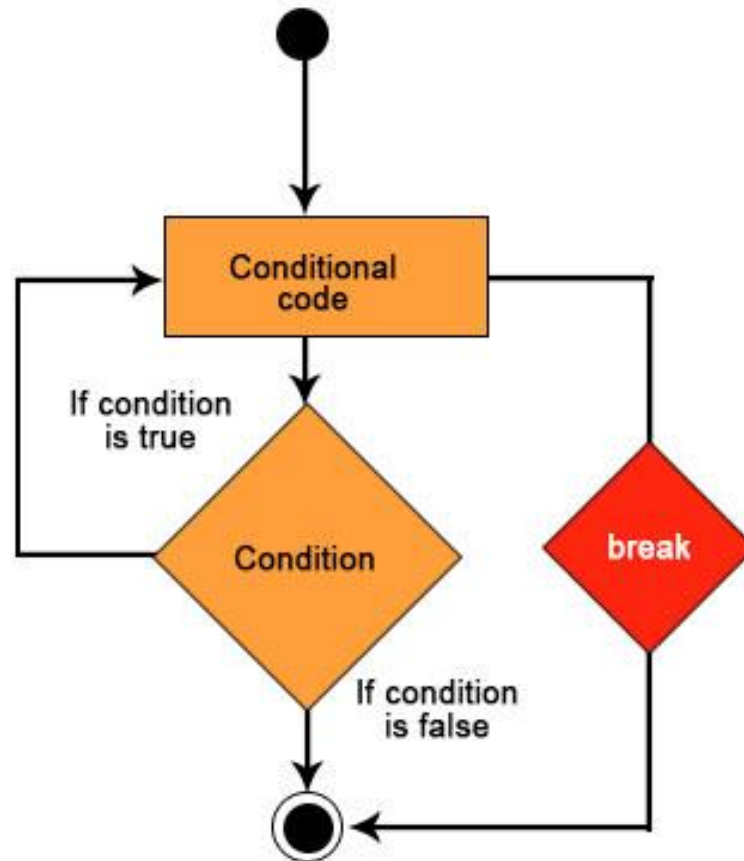 Conditional
code
If condition
is true
Condition
break
If condition
is false